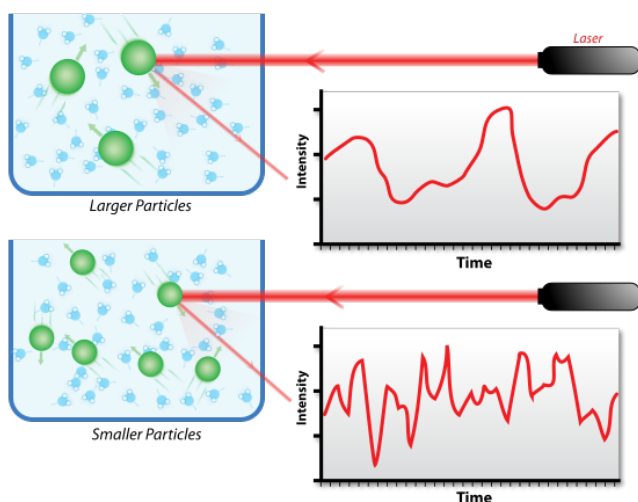 Laser
Intensity
Time
Larger Particles
Intensity
Time
Smaller Particles